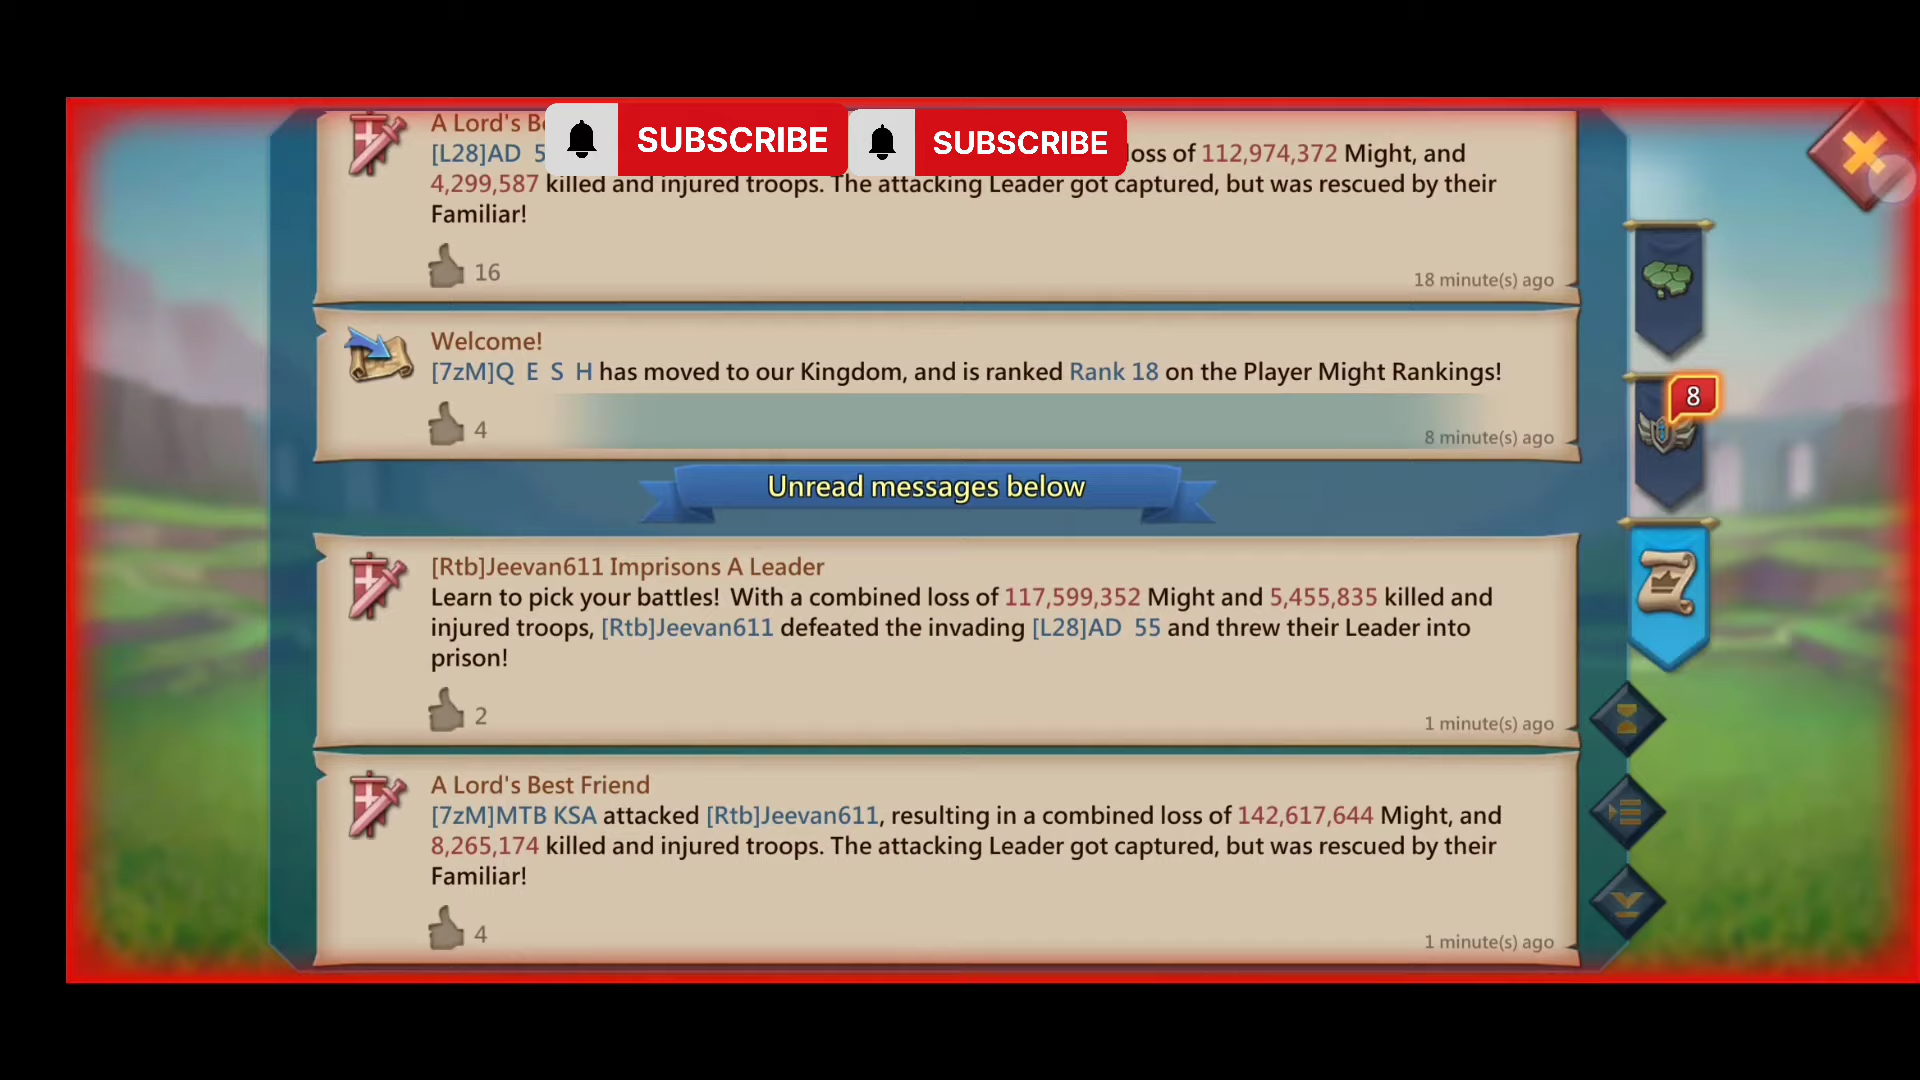 A Lord's Be
SUBSCRIBE
SUBSCRIBE
[L28]AD 5
loss of 112,974,372 Might, and
4,299,587 killed and injured troops. The attacking Leader got captured, but was rescued by their
Familiar!
16
18 minute(s) ago
Welcome!
[7zM]Q E S H has moved to our Kingdom, and is ranked Rank 18 on the Player Might Rankings!
4
8 minute(s) ago
8
Unread messages below
[Rtb]Jeevan611 Imprisons A Leader
Learn to pick your battles! With a combined loss of 117,599,352 Might and 5,455,835 killed and
injured troops, [Rtb]Jeevan611 defeated the invading [L28]AD 55 and threw their Leader into
prison!
2
1 minute(s) ago
A Lord's Best Friend
[7zM]MTB KSA attacked [Rtb]Jeevan611, resulting in a combined loss of 142,617,644 Might, and
8,265,174 killed and injured troops. The attacking Leader got captured, but was rescued by their
Familiar!
4
1 minute(s) ago